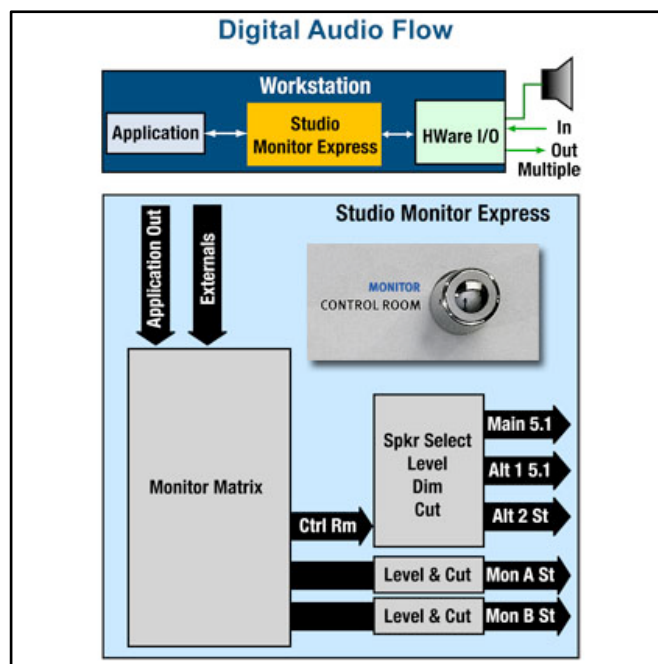 Digital Audio Flow
Workstation
Application
Studio
Monitor Express
HWare I/O
In
Out
Multiple
Studio Monitor Express
Application Out
Externals
MONITOR
CONTROL ROOM
Monitor Matrix
Ctrl Rm
Spkr Select
Level
Dim
Cut
Main 5.1
Alt 1 5.1
Alt 2 St
Level & Cut
Mon A St
Level & Cut
Mon B St